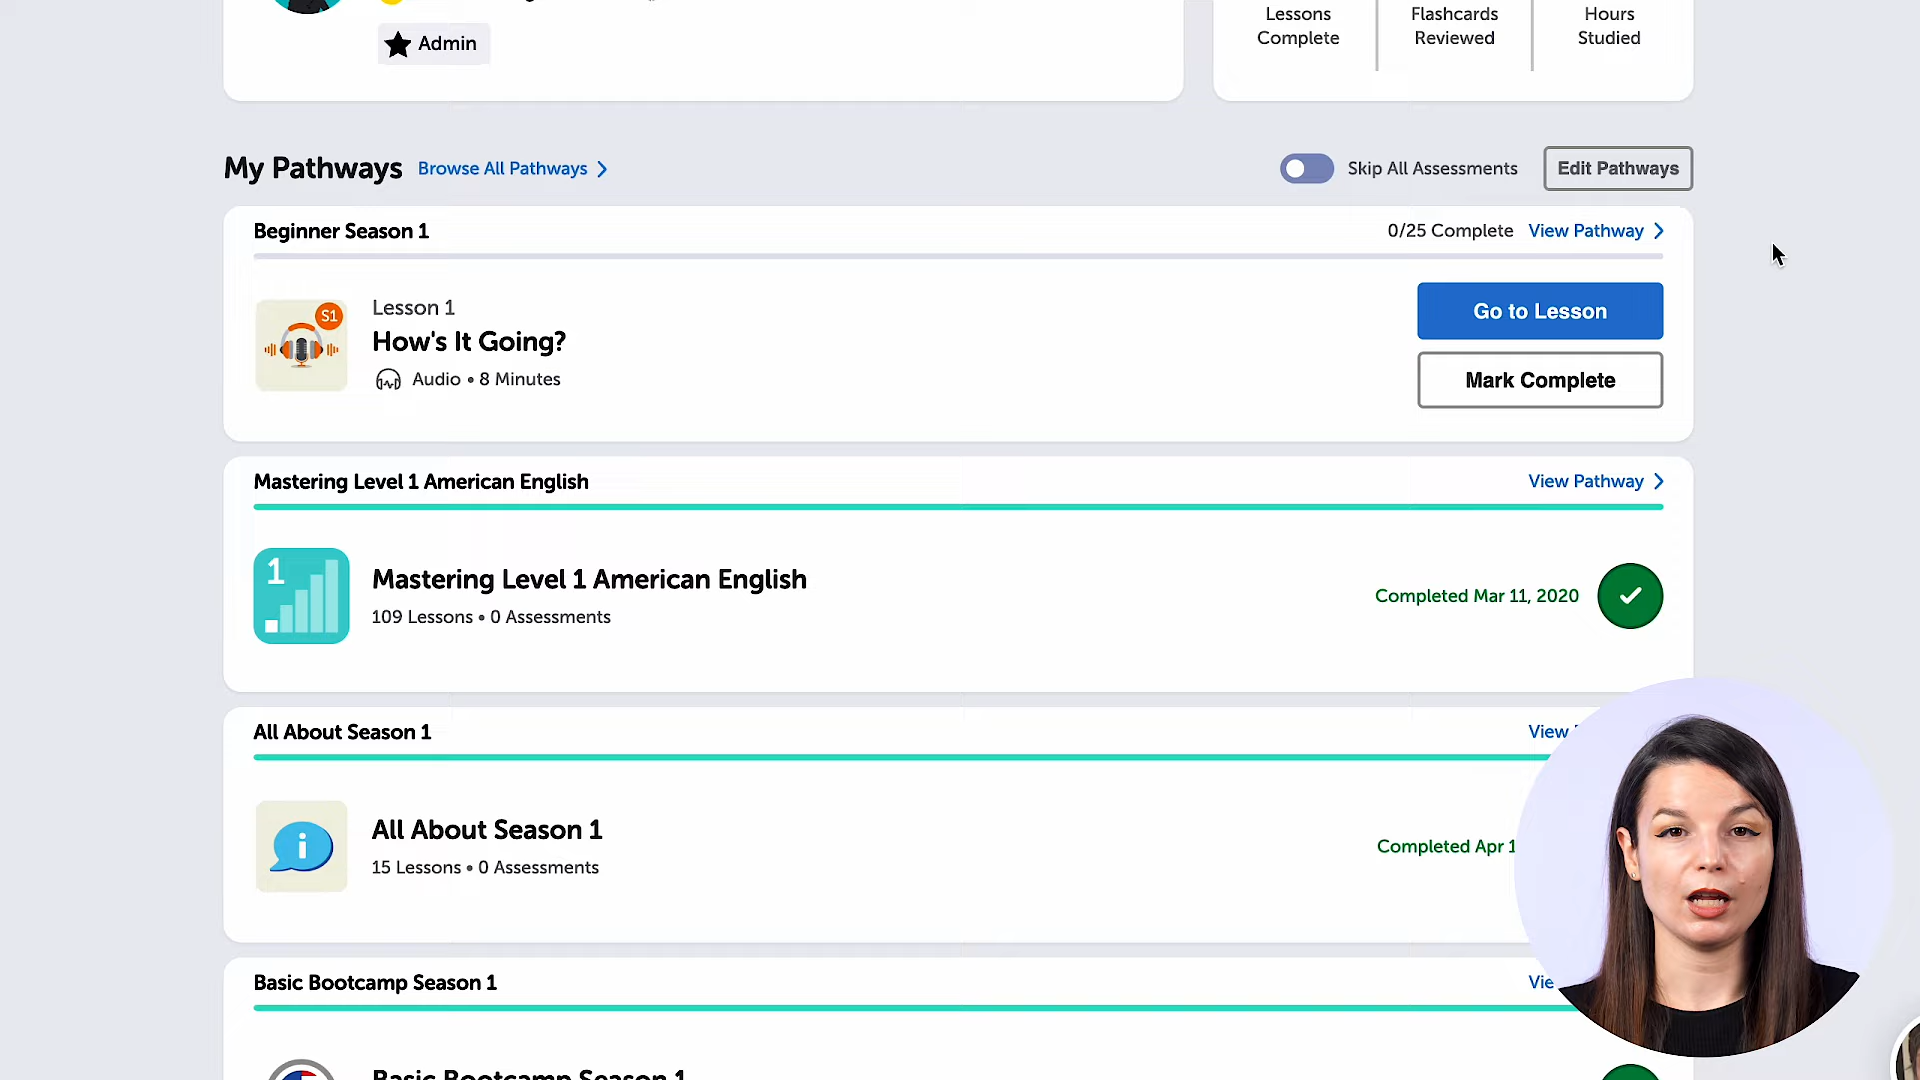 Admin
Lessons
Complete
Flashcards
Reviewed
Hours
Studied
My Pathways
Browse All Pathways
Skip All Assessments
Edit Pathways
Beginner Season 1
0/25 Complete
View Pathway
S1
Lesson 1
How's It Going?
Audio • 8 Minutes
Go to Lesson
Mark Complete
Mastering Level 1 American English
View Pathway
1
Mastering Level 1 American English
109 Lessons • 0 Assessments
Completed Mar 11, 2020
All About Season 1
View
i
All About Season 1
15 Lessons • 0 Assessments
Completed Apr 1
Basic Bootcamp Season 1
Vie
Basic Bootcamp Season 1